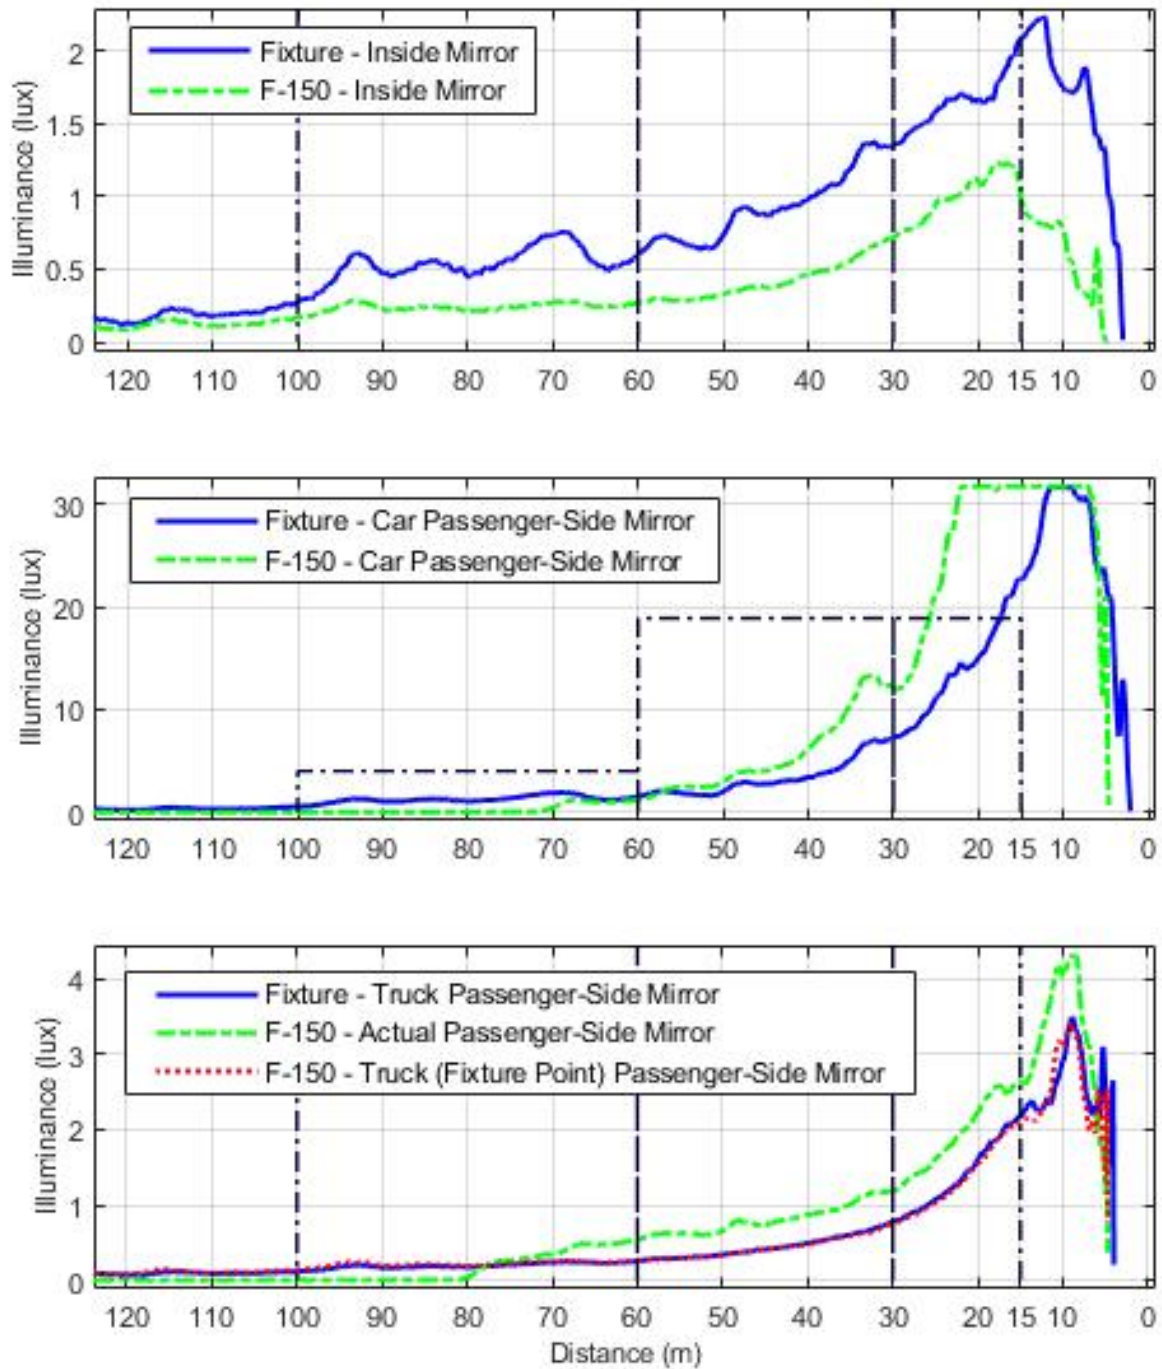 Fixture - Inside Mirror
F-150 - Inside Mirror
Illuminance (lux)
2
1.5
1
0.5
0
120 110 100 90 80 70 60 50 40 30 20 15 10 0
Fixture - Car Passenger-Side Mirror
F-150 - Car Passenger-Side Mirror
Illuminance (lux)
30
20
10
0
120 110 100 90 80 70 60 50 40 30 20 15 10 0
Fixture - Truck Passenger-Side Mirror
F-150 - Actual Passenger-Side Mirror
F-150 - Truck (Fixture Point) Passenger-Side Mirror
Illuminance (lux)
4
3
2
1
0
120 110 100 90 80 70 60 50 40 30 20 15 10 0
Distance (m)